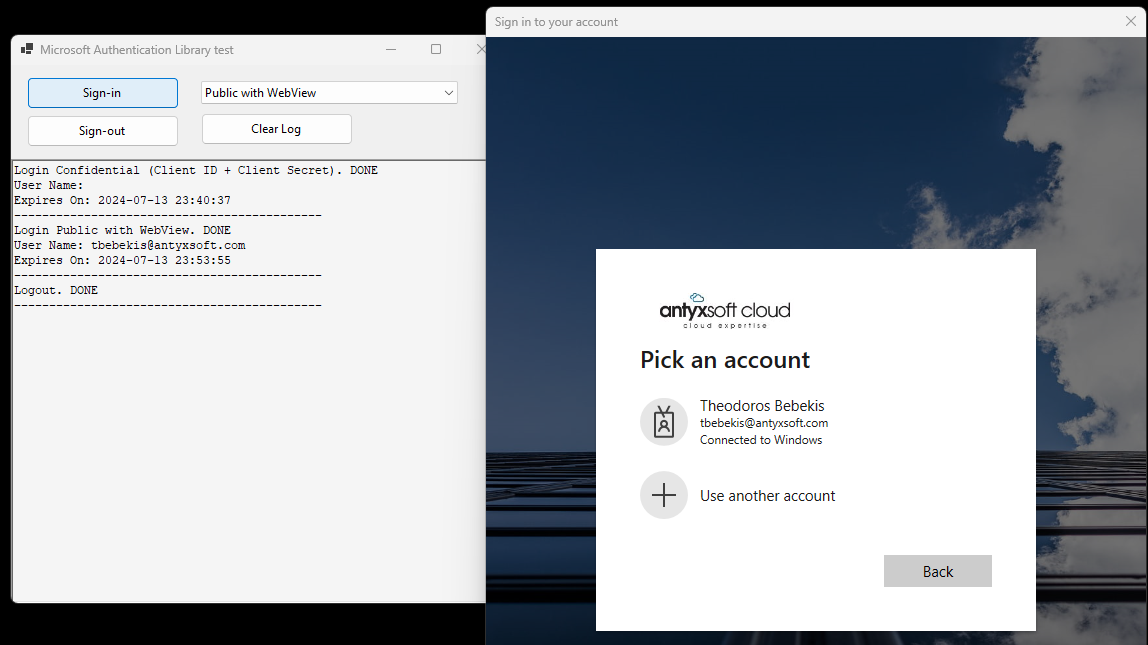 Microsoft Authentication Library test
Sign-in
Public with WebView
Sign-out
Clear Log
Login Confidential (Client ID + Client Secret). DONE
User Name:
Expires On: 2024-07-13 23:40:37
--------------------------------------------
Login Public with WebView. DONE
User Name: tbebekis@antyxsoft.com
Expires On: 2024-07-13 23:53:55
--------------------------------------------
Logout. DONE
--------------------------------------------
Sign in to your account
antyxsoft cloud
cloud expertise
Pick an account
Theodoros Bebekis
tbebekis@antyxsoft.com
Connected to Windows
Use another account
Back